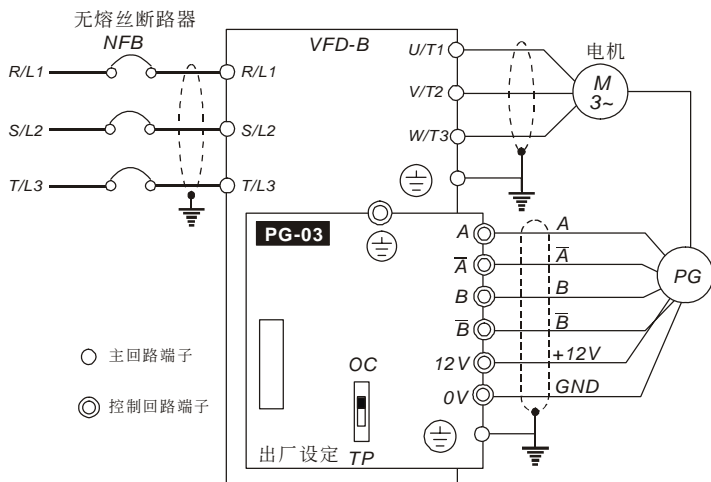 无熔丝断路器
NFB
VFD-B
电机
R/L1
R/L1
U/T1
M
3~
S/L2
S/L2
V/T2
T/L3
T/L3
W/T3
PG-03
A
A
A̅
A̅
B
B
B̅
B̅
PG
12V
+12V
0V
GND
主回路端子
控制回路端子
OC
出厂设定
TP